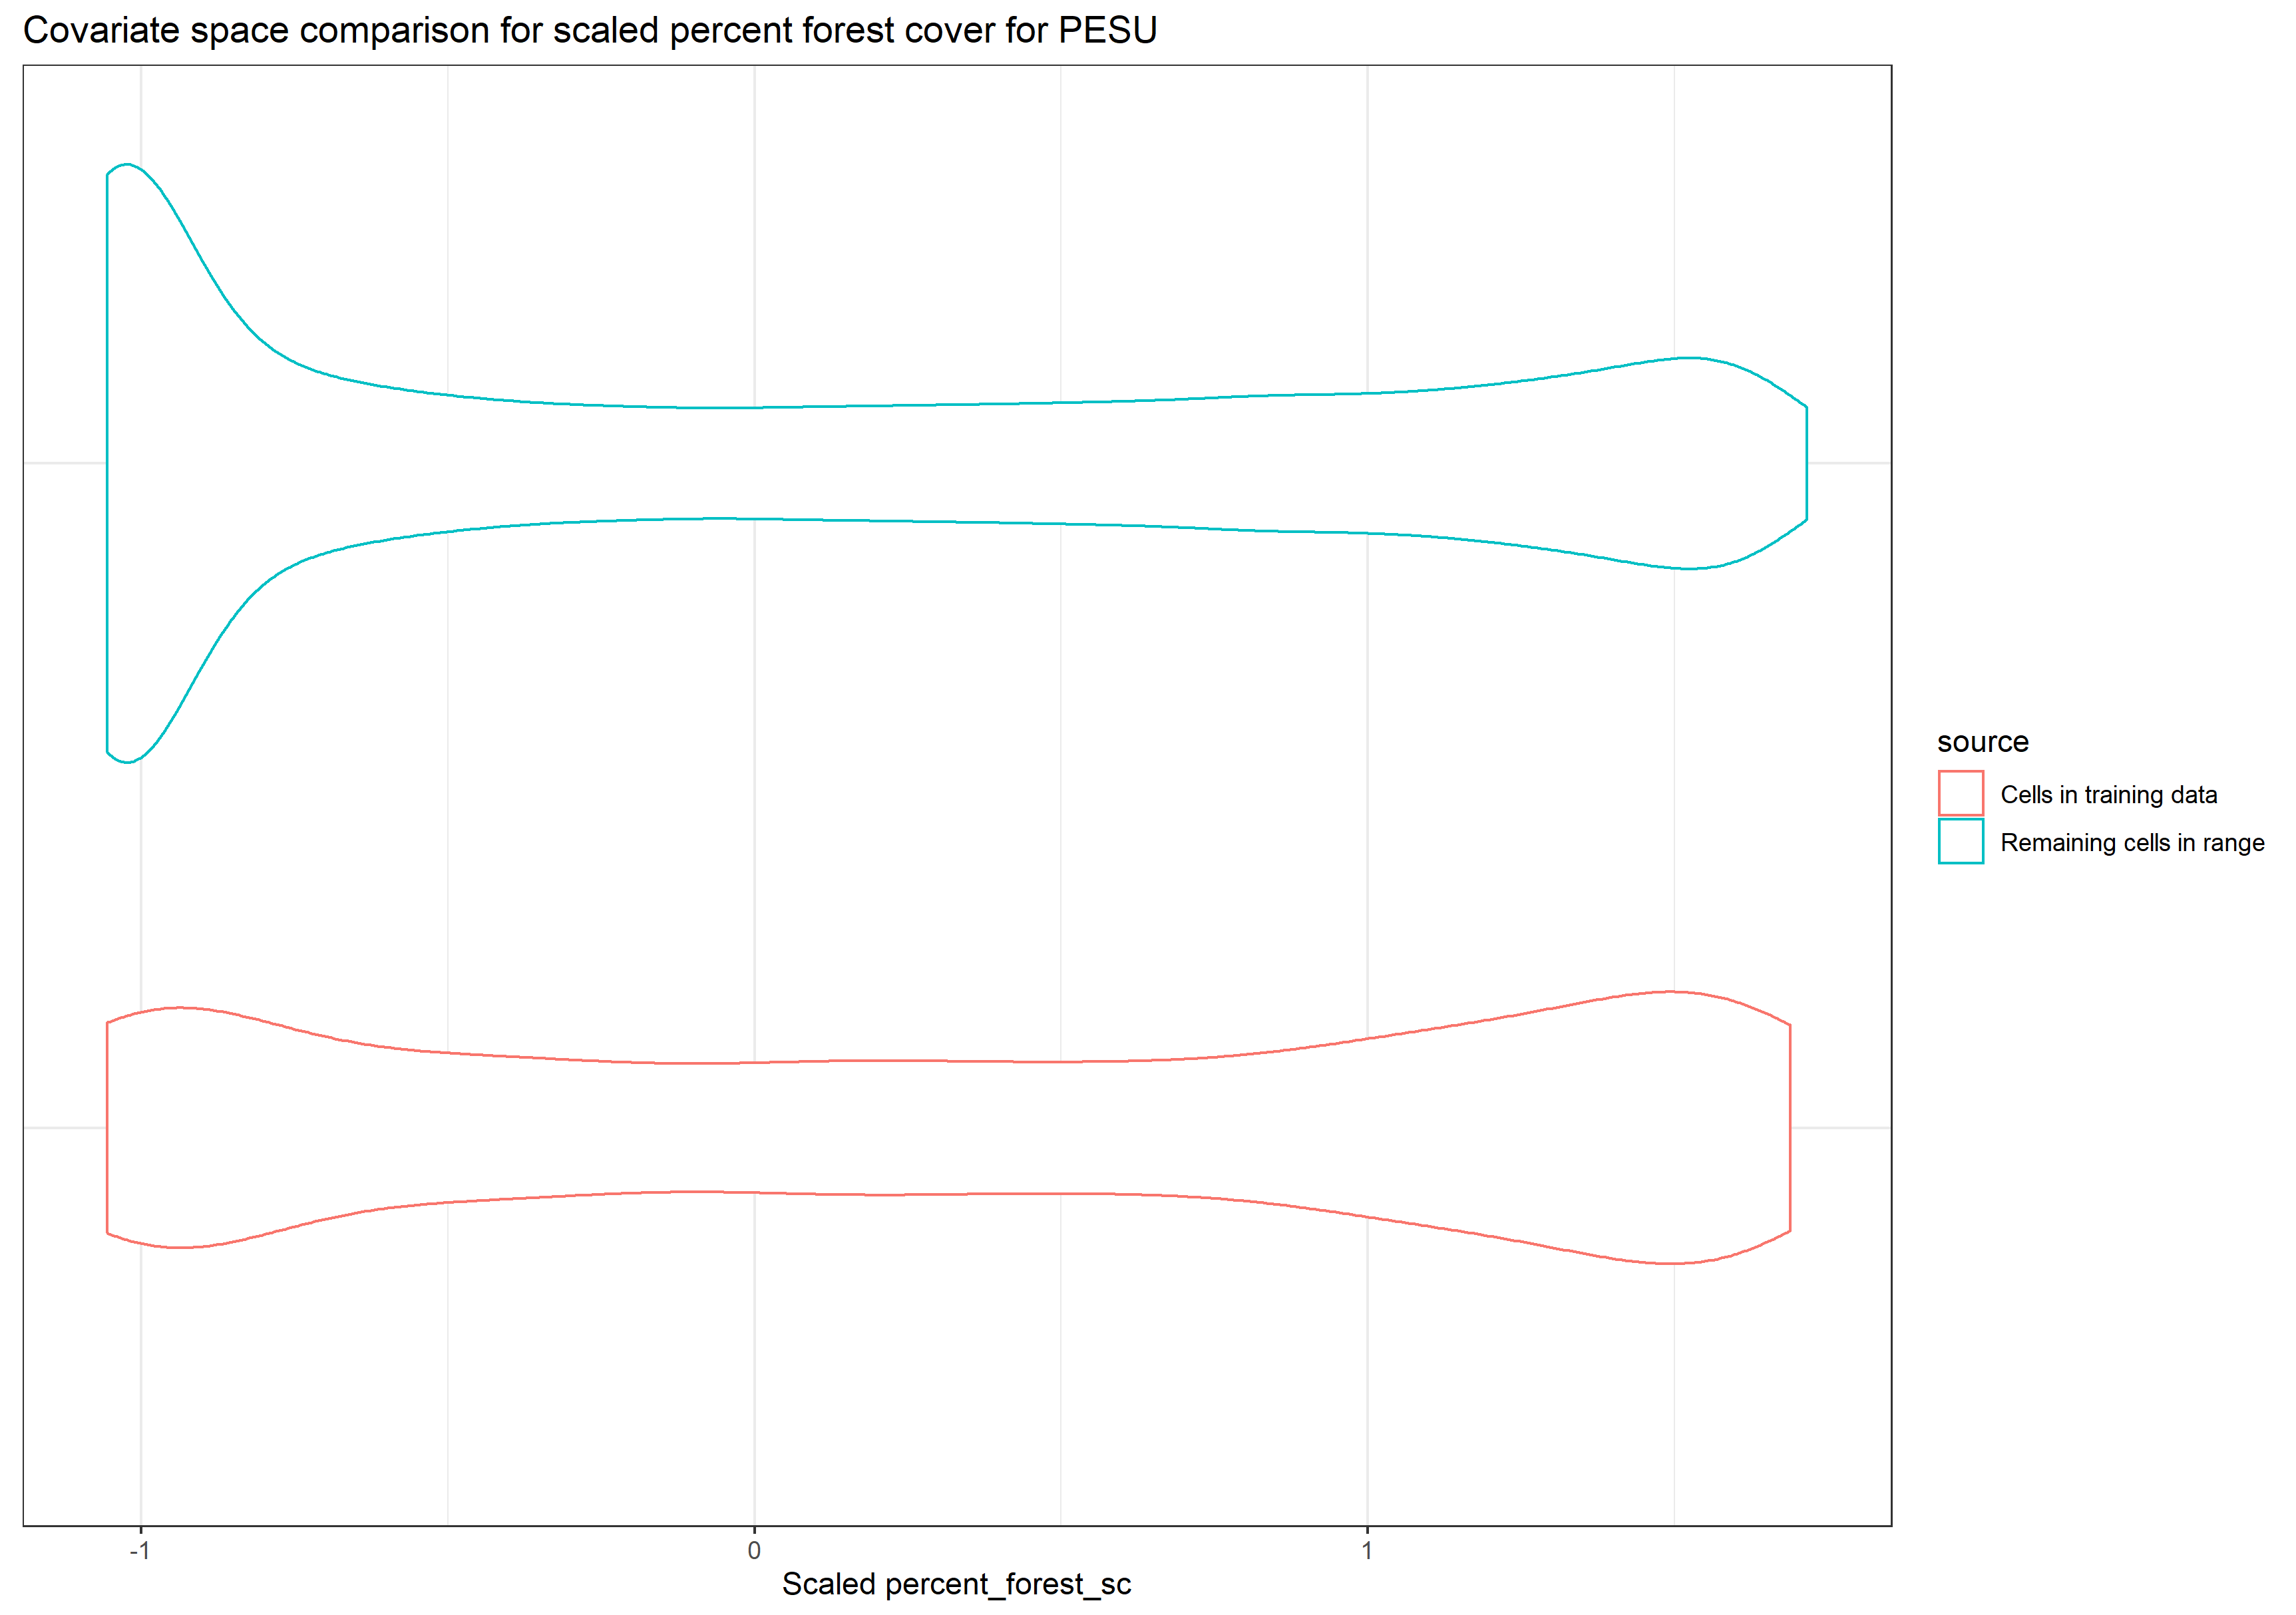 Covariate space comparison for scaled percent forest cover for PESU
source
Cells in training data
Remaining cells in range
-1
0
1
Scaled percent_forest_sc